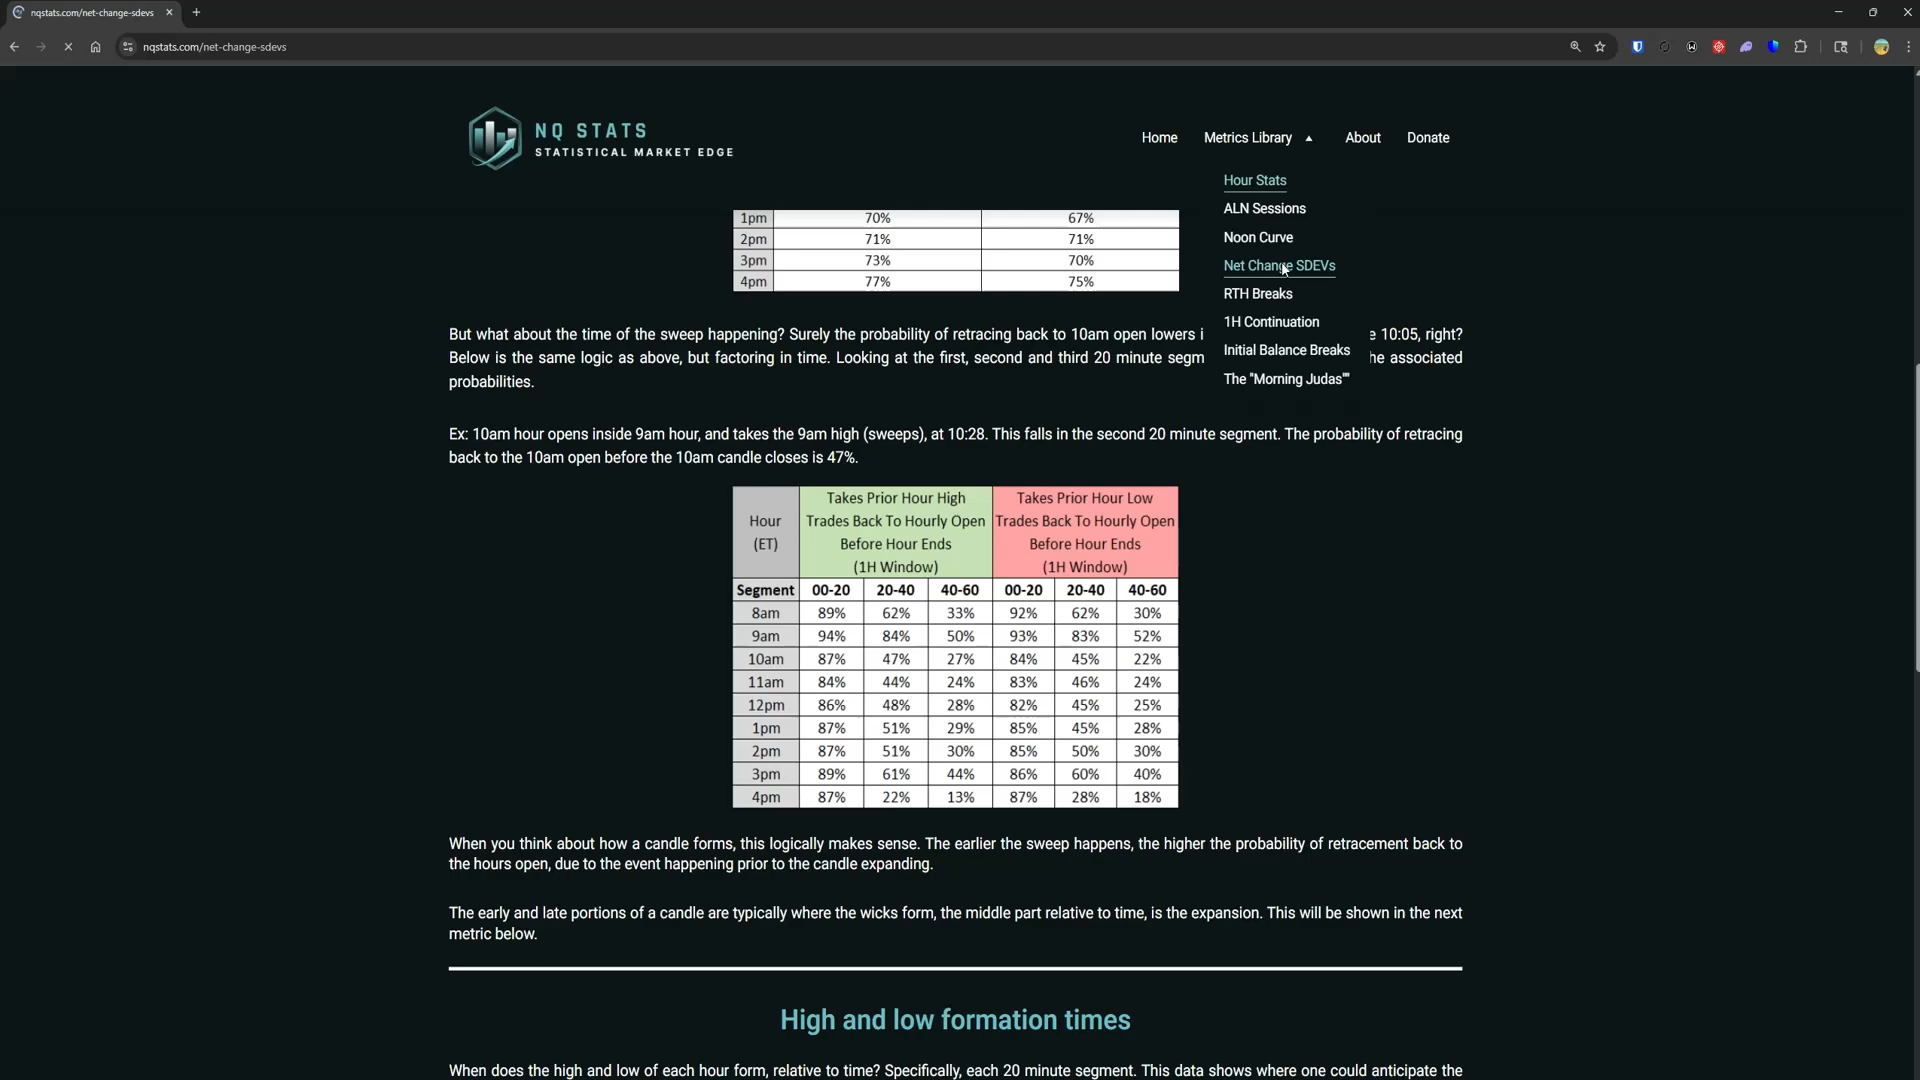 nqstats.com/net-change-sdevs
nqstats.com/net-change-sdevs
NQ STATS
STATISTICAL MARKET EDGE
Home Metrics Library About Donate
Hour Stats
ALN Sessions
Noon Curve
Net Change SDEVs
RTH Breaks
1H Continuation
Initial Balance Breaks
The "Morning Judas""
1pm 70% 67%
2pm 71% 71%
3pm 73% 70%
4pm 77% 75%
But what about the time of the sweep happening? Surely the probability of retracing back to 10am open lowers i 10:05, right?
Below is the same logic as above, but factoring in time. Looking at the first, second and third 20 minute segm he associated
probabilities.
Ex: 10am hour opens inside 9am hour, and takes the 9am high (sweeps), at 10:28. This falls in the second 20 minute segment. The probability of retracing
back to the 10am open before the 10am candle closes is 47%.
Hour
(ET)
Takes Prior Hour High
Trades Back To Hourly Open
Before Hour Ends
(1H Window)
Takes Prior Hour Low
Trades Back To Hourly Open
Before Hour Ends
(1H Window)
Segment 00-20 20-40 40-60 00-20 20-40 40-60
8am 89% 62% 33% 92% 62% 30%
9am 94% 84% 50% 93% 83% 52%
10am 87% 47% 27% 84% 45% 22%
11am 84% 44% 24% 83% 46% 24%
12pm 86% 48% 28% 82% 45% 25%
1pm 87% 51% 29% 85% 45% 28%
2pm 87% 51% 30% 85% 50% 30%
3pm 89% 61% 44% 86% 60% 40%
4pm 87% 22% 13% 87% 28% 18%
When you think about how a candle forms, this logically makes sense. The earlier the sweep happens, the higher the probability of retracement back to
the hours open, due to the event happening prior to the candle expanding.
The early and late portions of a candle are typically where the wicks form, the middle part relative to time, is the expansion. This will be shown in the next
metric below.
High and low formation times
When does the high and low of each hour form, relative to time? Specifically, each 20 minute segment. This data shows where one could anticipate the